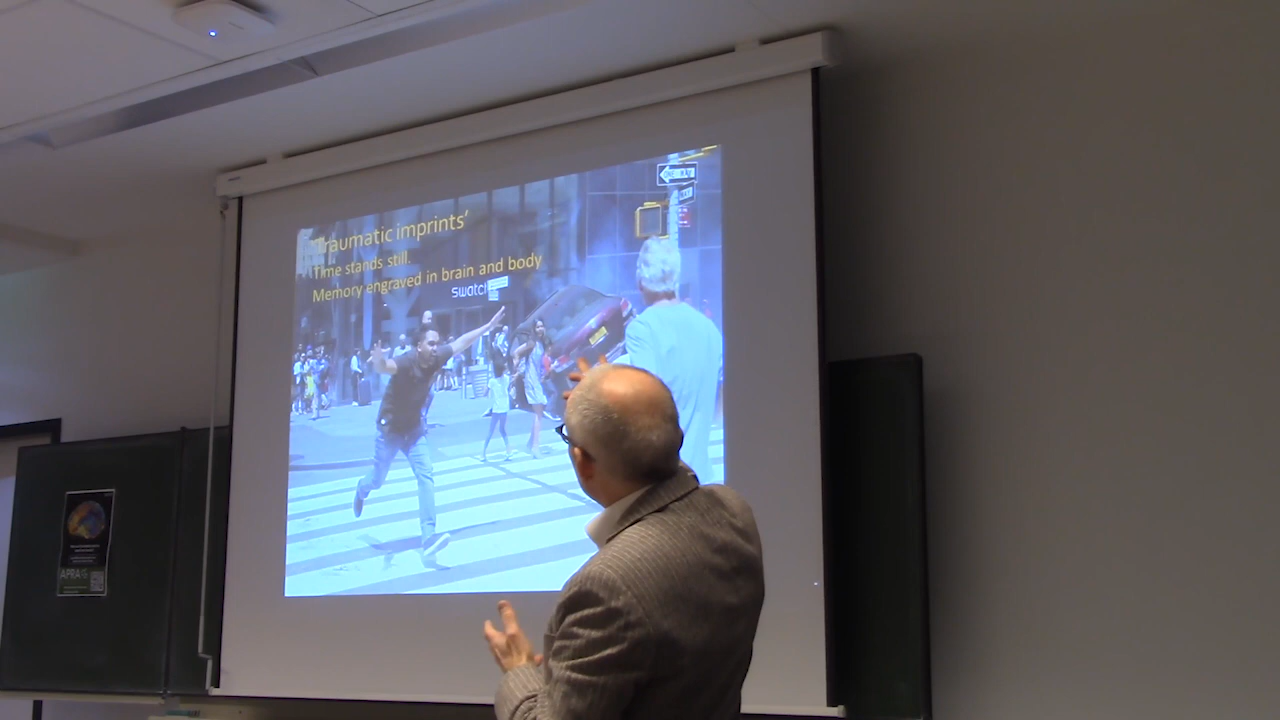 'Traumatic imprints'
Time stands still.
Memory engraved in brain and body
swatch
ONE WAY
APRA